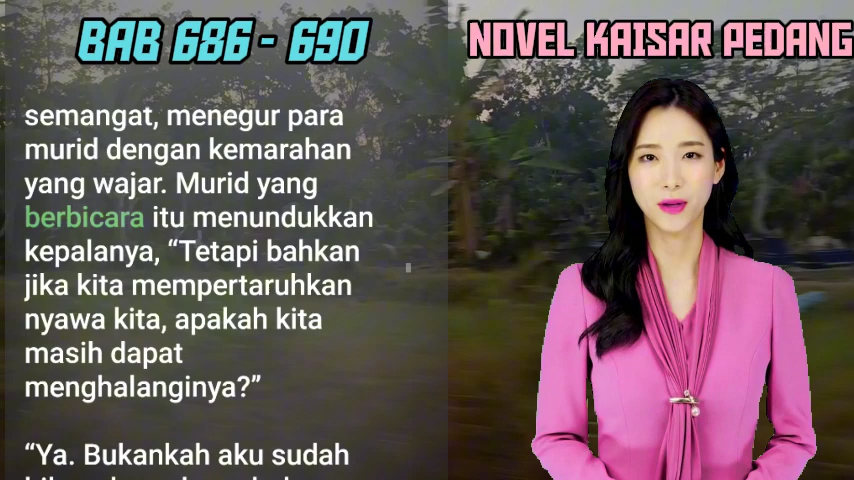 BAB 686 - 690
NOVEL KAISAR PEDANG
semangat, menegur para
murid dengan kemarahan
yang wajar. Murid yang
berbicara itu menundukkan
kepalanya, “Tetapi bahkan
jika kita mempertaruhkan
nyawa kita, apakah kita
masih dapat
menghalanginya?”
“Ya. Bukankah aku sudah